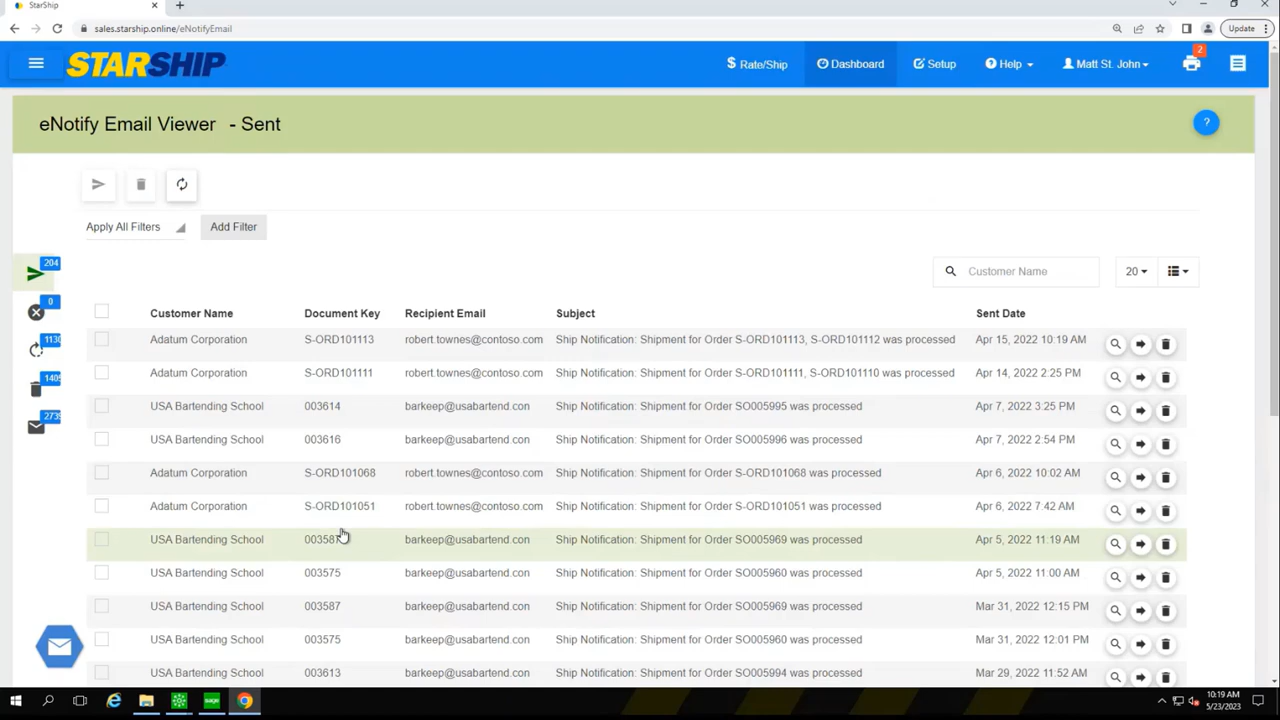 StarShip
sales.starship.online/eNotifyEmail
Update
STARSHIP
$ Rate/Ship
Dashboard
Setup
Help
Matt St. John
2
eNotify Email Viewer - Sent
?
Apply All Filters
Add Filter
204
0
Customer Name
20
Customer Name Document Key Recipient Email Subject Sent Date
Adatum Corporation S-ORD101113 robert.townes@contoso.com Ship Notification: Shipment for Order S-ORD101113, S-ORD101112 was processed Apr 15, 2022 10:19 AM
Adatum Corporation S-ORD101111 robert.townes@contoso.com Ship Notification: Shipment for Order S-ORD101111, S-ORD101110 was processed Apr 14, 2022 2:25 PM
USA Bartending School 003614 barkeep@usabartend.con Ship Notification: Shipment for Order SO005995 was processed Apr 7, 2022 3:25 PM
USA Bartending School 003616 barkeep@usabartend.con Ship Notification: Shipment for Order SO005996 was processed Apr 7, 2022 2:54 PM
Adatum Corporation S-ORD101068 robert.townes@contoso.com Ship Notification: Shipment for Order S-ORD101068 was processed Apr 6, 2022 10:02 AM
Adatum Corporation S-ORD101051 robert.townes@contoso.com Ship Notification: Shipment for Order S-ORD101051 was processed Apr 6, 2022 7:42 AM
USA Bartending School 003587 barkeep@usabartend.con Ship Notification: Shipment for Order SO005969 was processed Apr 5, 2022 11:19 AM
USA Bartending School 003575 barkeep@usabartend.con Ship Notification: Shipment for Order SO005960 was processed Apr 5, 2022 11:00 AM
USA Bartending School 003587 barkeep@usabartend.con Ship Notification: Shipment for Order SO005969 was processed Mar 31, 2022 12:15 PM
USA Bartending School 003575 barkeep@usabartend.con Ship Notification: Shipment for Order SO005960 was processed Mar 31, 2022 12:01 PM
USA Bartending School 003613 barkeep@usabartend.con Ship Notification: Shipment for Order SO005994 was processed Mar 29, 2022 11:52 AM
sage
10:19 AM
5/23/2023